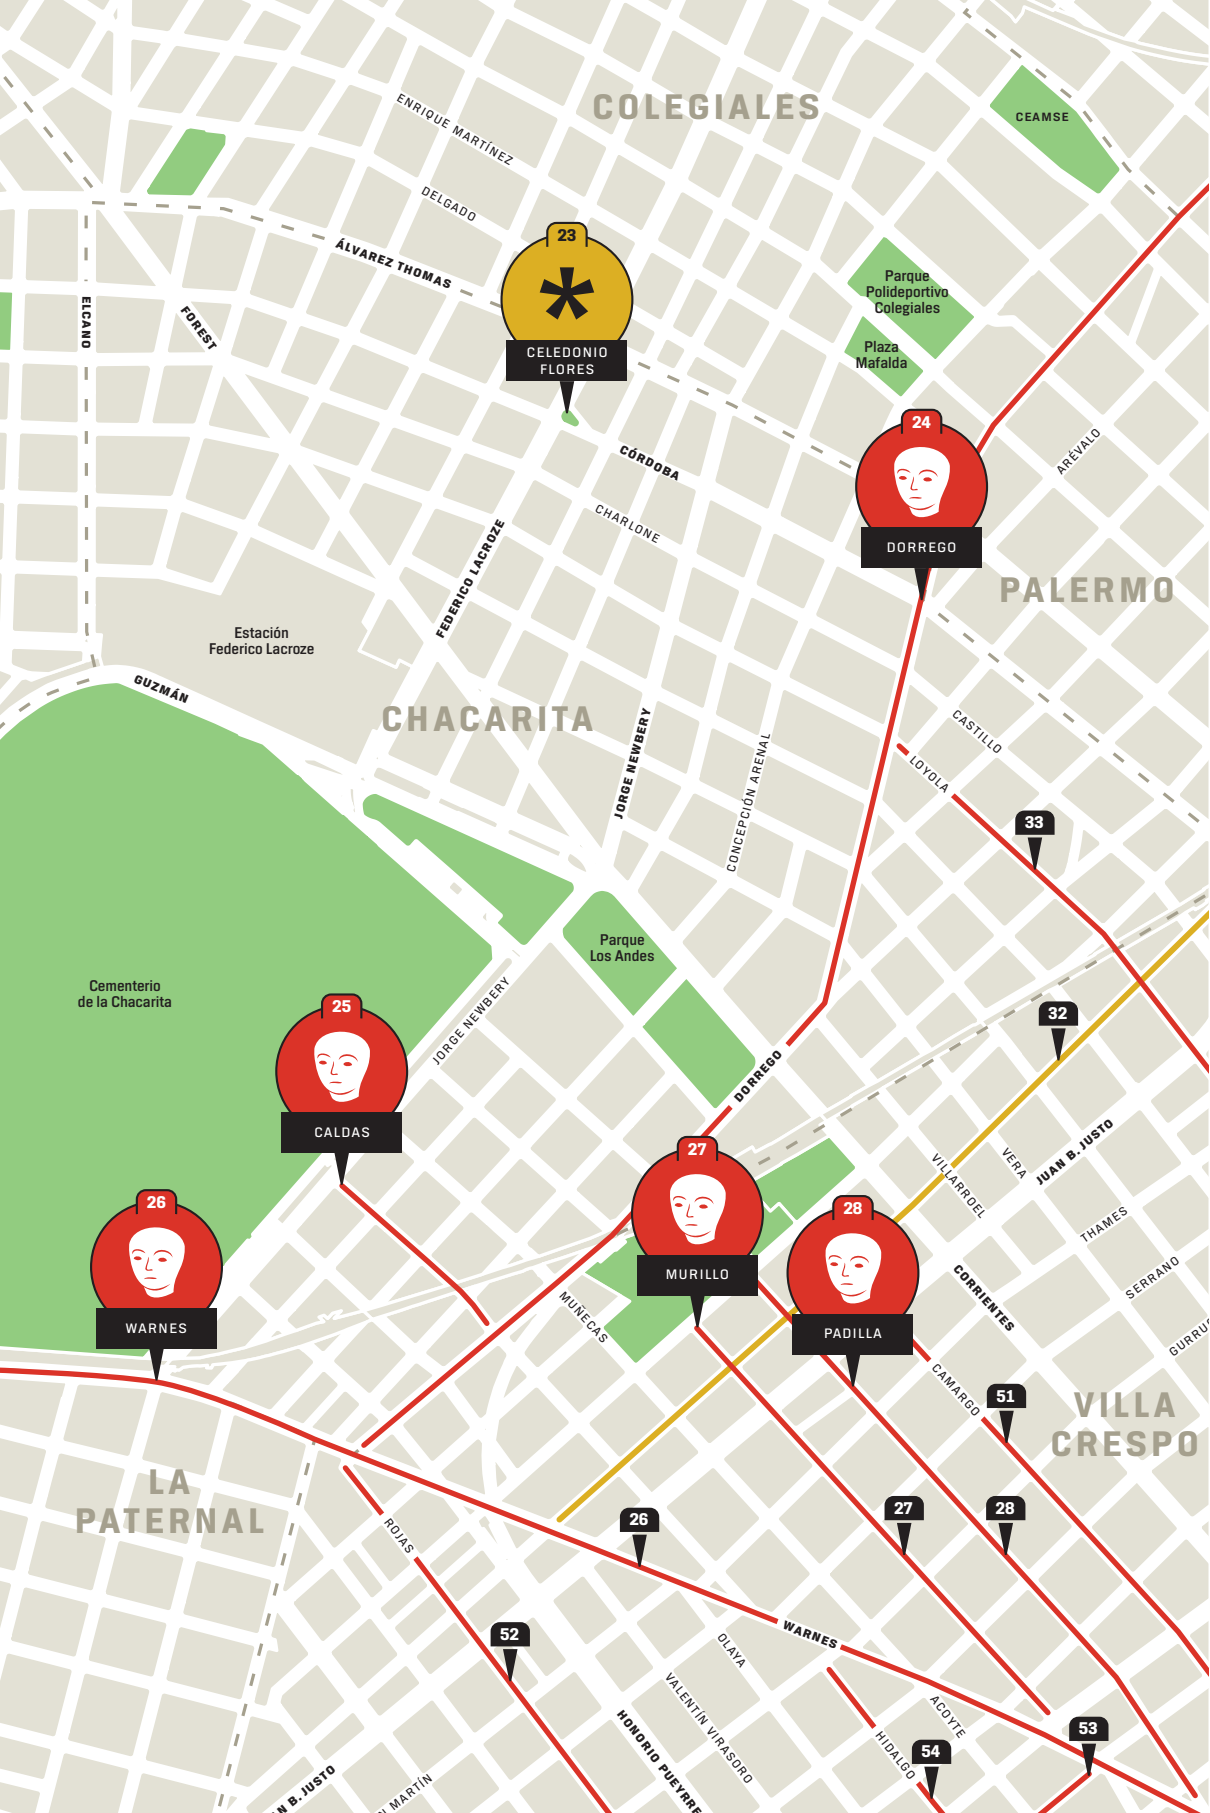 COLEGIALES
CEAMSE
ENRIQUE MARTÍNEZ
DELGADO
ÁLVAREZ THOMAS
ELCANO
FOREST
23
CELEDONIO
FLORES
Parque
Polideportivo
Colegiales
Plaza
Mafalda
24
DORREGO
ARÉVALO
CÓRDOBA
CHARLONE
FEDERICO LACROZE
PALERMO
Estación
Federico Lacroze
GUZMÁN
CHACARITA
JORGE NEWBERY
CONCEPCIÓN ARENAL
CASTILLO
LOYOLA
33
Parque
Los Andes
Cementerio
de la Chacarita
25
CALDAS
JORGE NEWBERY
DORREGO
32
VERA
JUAN B. JUSTO
VILLARROEL
THAMES
SERRANO
26
WARNES
27
MURILLO
28
PADILLA
MUÑECAS
CORRIENTES
CAMARGO
51
VILLA
CRESPO
LA
PATERNAL
ROJAS
26
27
28
52
WARNES
OLAYA
VALENTÍN VIRASORO
HONORIO PUEYRRE
ACOYTE
HIDALGO
53
54
N B. JUSTO
MARTÍN
GURRUC